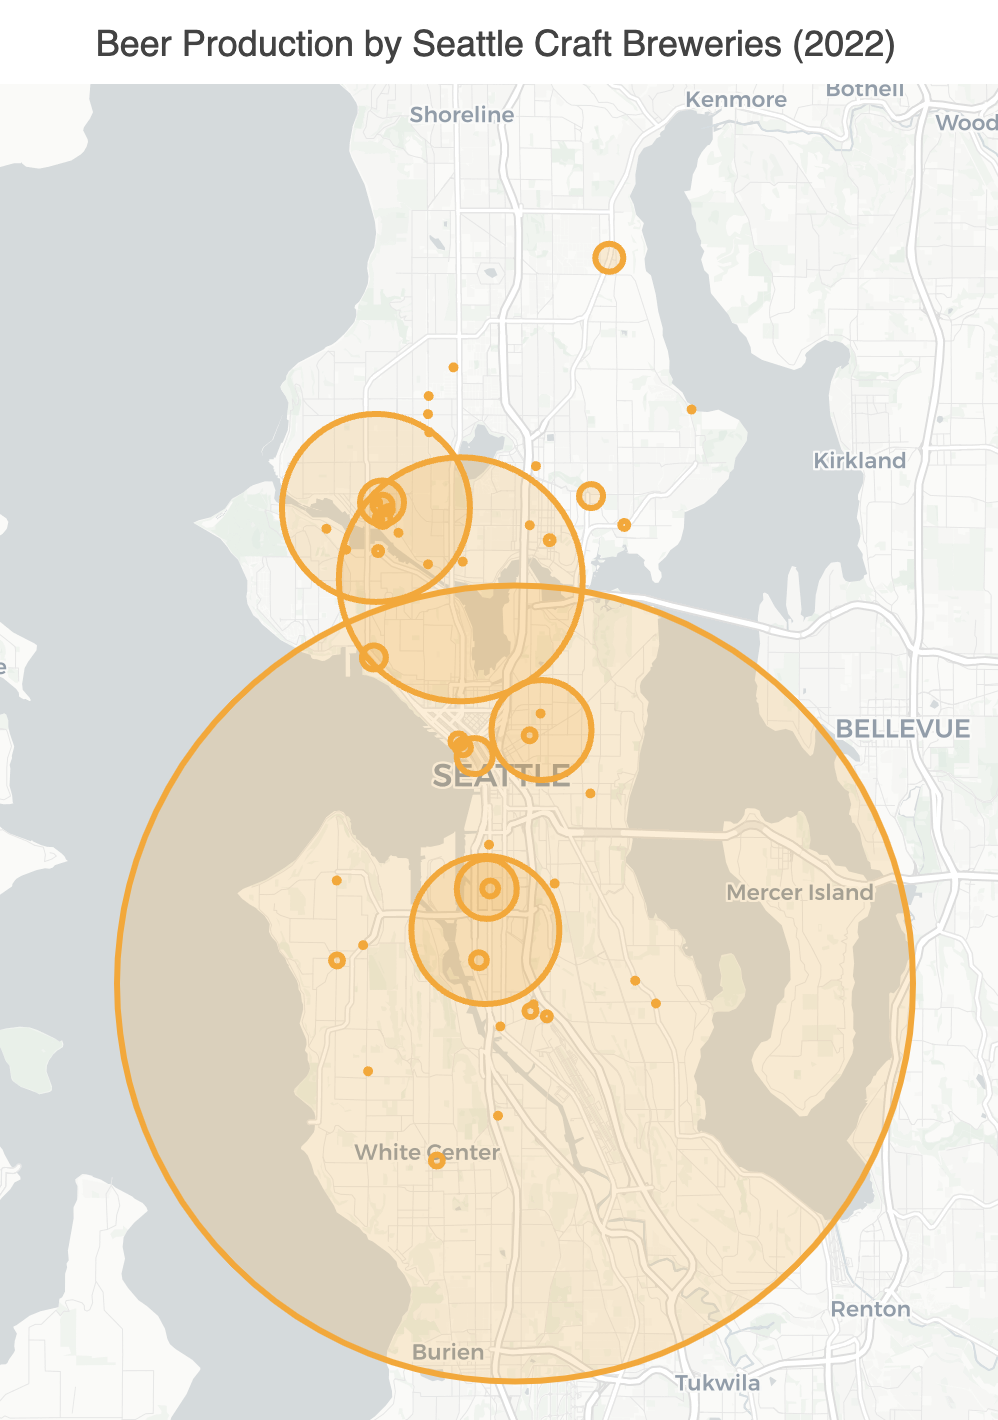 Beer Production by Seattle Craft Breweries (2022)
Bothell
Kenmore
Shoreline
Wood
Kirkland
e
BELLEVUE
SEATTLE
Mercer Island
White Center
Renton
Burien
Tukwila